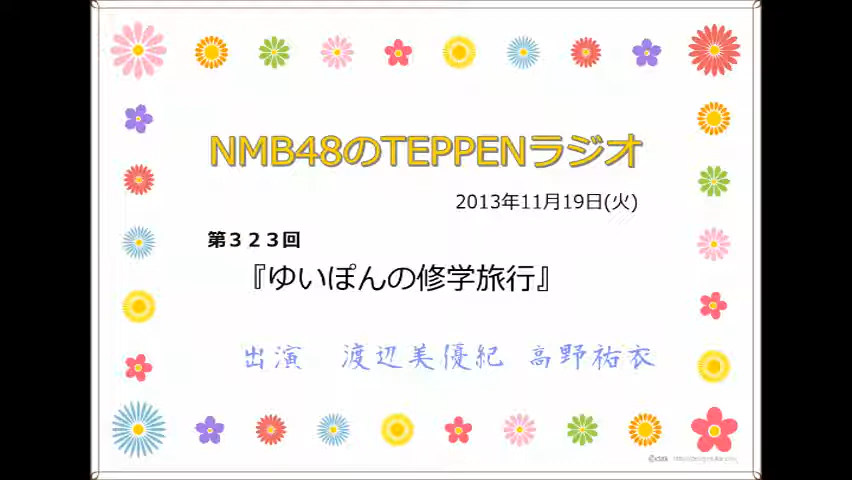 NMB48のTEPPENラジオ
2013年11月19日(火)
第３２３回
『ゆいぽんの修学旅行』
出演　渡辺美優紀　高野祐衣